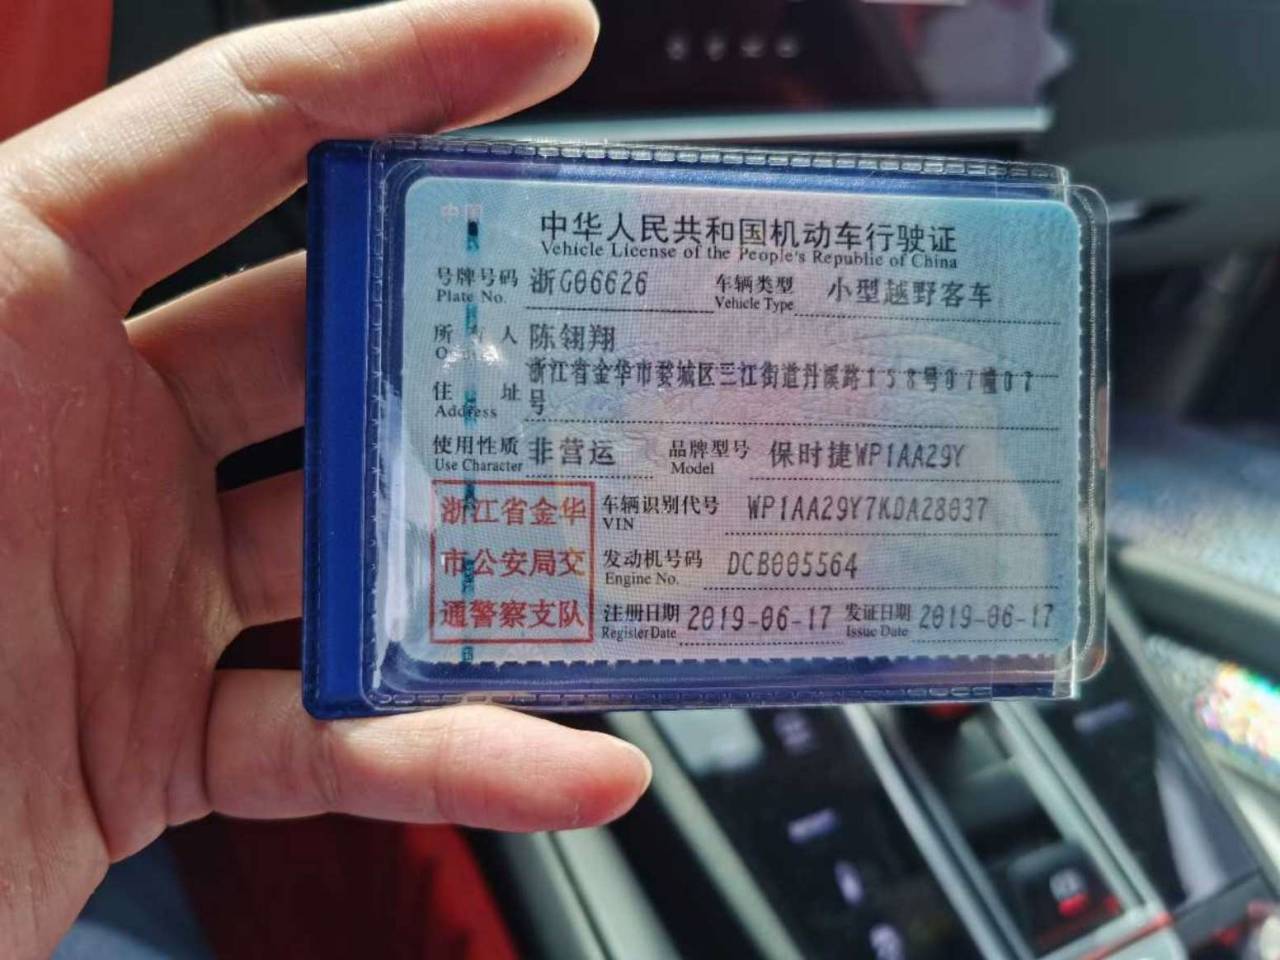 中国
中华人民共和国机动车行驶证
Vehicle License of the People's Republic of China
号牌号码 浙G06626 车辆类型 小型越野客车
Plate No. Vehicle Type
所有人 陈翎翔
浙江省金华市婺城区三江街道丹溪路158号07幢07
住址 号
Address
使用性质 非营运 品牌型号 保时捷WP1AA29Y
Use Character Model
浙江省金华 车辆识别代号 WP1AA29Y7KDA28037
VIN
市公安局交 发动机号码 DCB005564
Engine No.
通警察支队 注册日期 2019-06-17 发证日期 2019-06-17
Register Date Issue Date